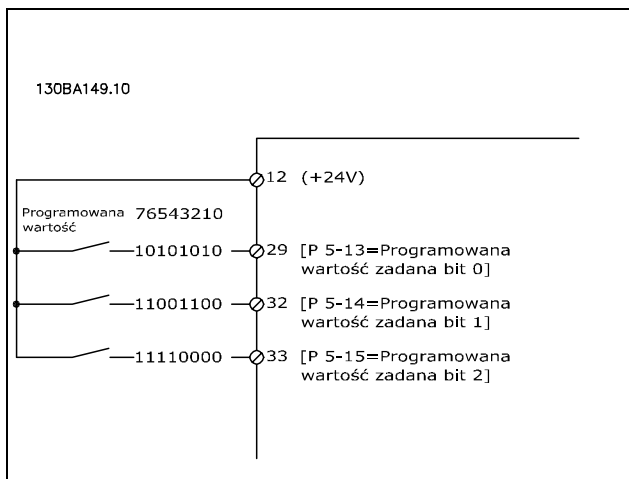 130BA149.10
12 (+24V)
Programowana 76543210
wartość
10101010 29 [P 5-13=Programowana
wartość zadana bit 0]
11001100 32 [P 5-14=Programowana
wartość zadana bit 1]
11110000 33 [P 5-15=Programowana
wartość zadana bit 2]